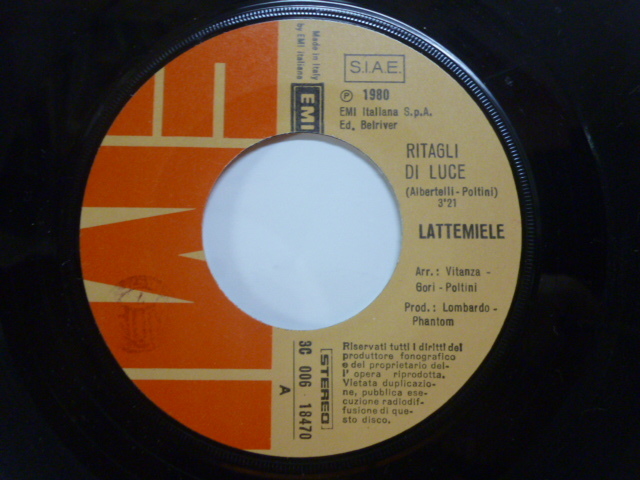 S.I.A.E.
Ⓟ 1980
EMI Italiana S.p.A.
Ed. Belriver
Made in Italy
by EMI italiana
EMI
RITAGLI
DI LUCE
(Albertelli-Poltini)
3'21
LATTEMIELE
Arr.: Vitanza -
Gori - Poltini
Prod.: Lombardo -
Phantom
Riservati tutti i diritti del
produttore fonografico
e del proprietario del-
l' opera riprodotta.
Vietata duplicazio-
ne, pubblica ese-
cuzione radiodif-
fusione di que-
sto disco.
STEREO
3C 006 - 18470
A
EMI